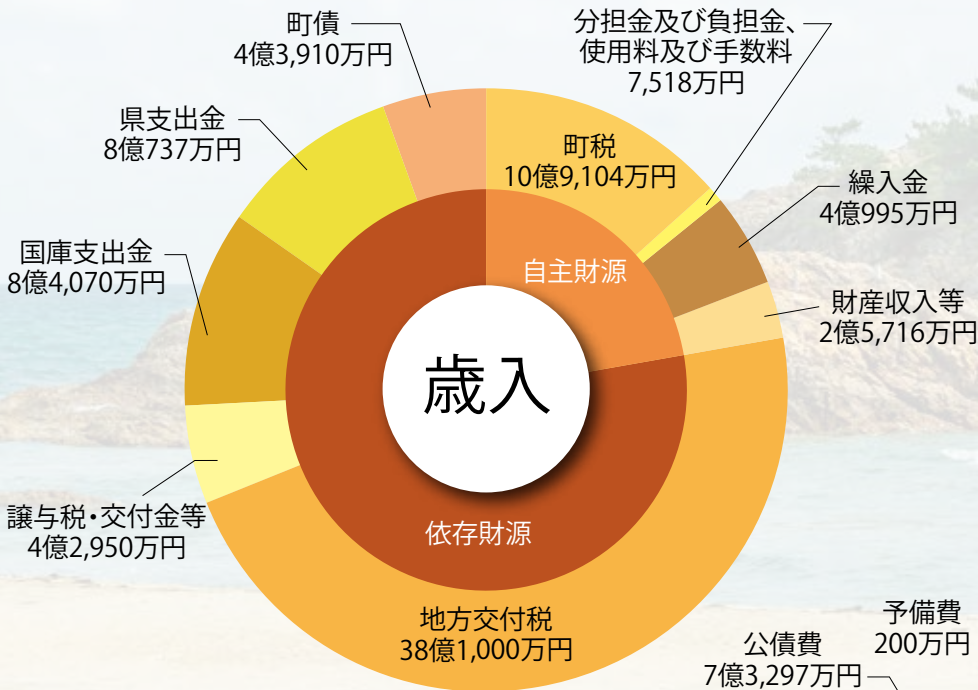 町債
4億3,910万円
分担金及び負担金、
使用料及び手数料
7,518万円
県支出金
8億737万円
町税
10億9,104万円
繰入金
4億995万円
国庫支出金
8億4,070万円
自主財源
財産収入等
2億5,716万円
歳入
譲与税・交付金等
4億2,950万円
依存財源
地方交付税
38億1,000万円
予備費
200万円
公債費
7億3,297万円